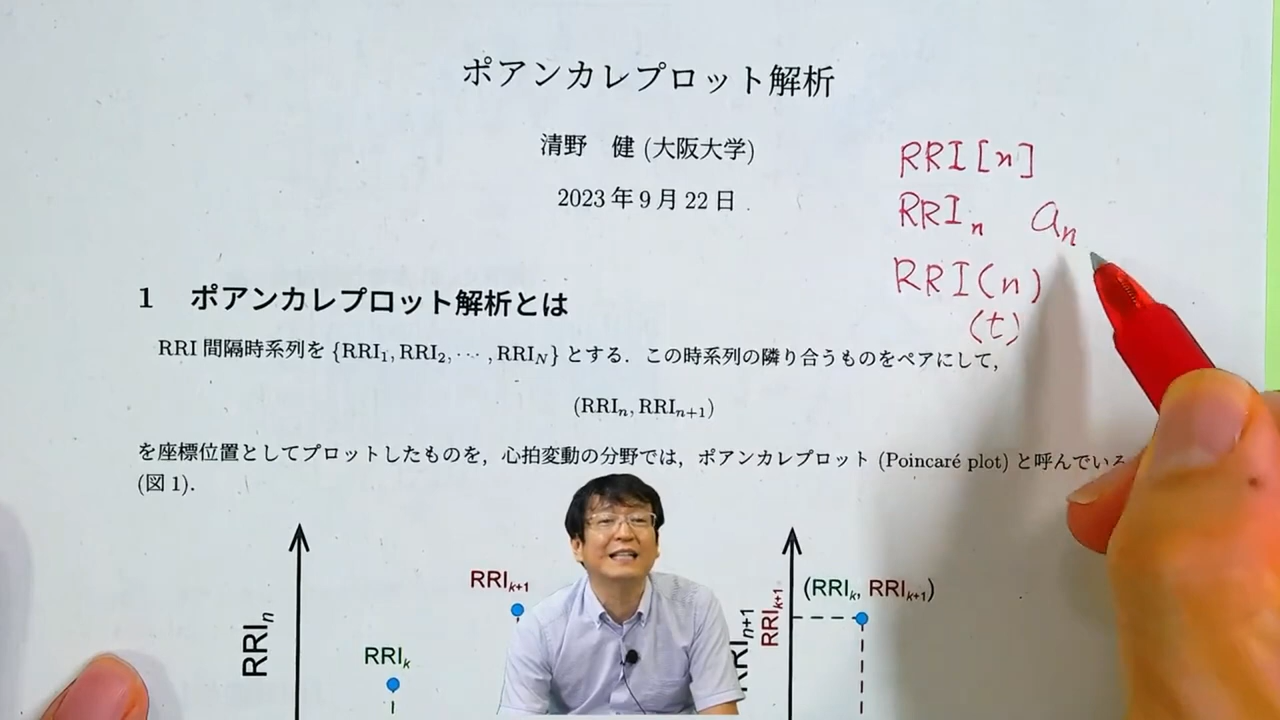 ポアンカレプロット解析
清野 健 (大阪大学)
2023 年 9 月 22 日
RRI[n]
RRIₙ aₙ
RRI(n)
(t)
1 ポアンカレプロット解析とは
RRI 間隔時系列を {RRI₁, RRI₂, ··· , RRI_N} とする．この時系列の隣り合うものをペアにして，
(RRIₙ, RRIₙ₊₁)
を座標位置としてプロットしたものを，心拍変動の分野では，ポアンカレプロット (Poincaré plot) と呼んでいる
(図 1).
RRIₙ
RRIₖ
RRIₖ₊₁
RRIₙ₊₁
RRIₖ₊₁
(RRIₖ, RRIₖ₊₁)